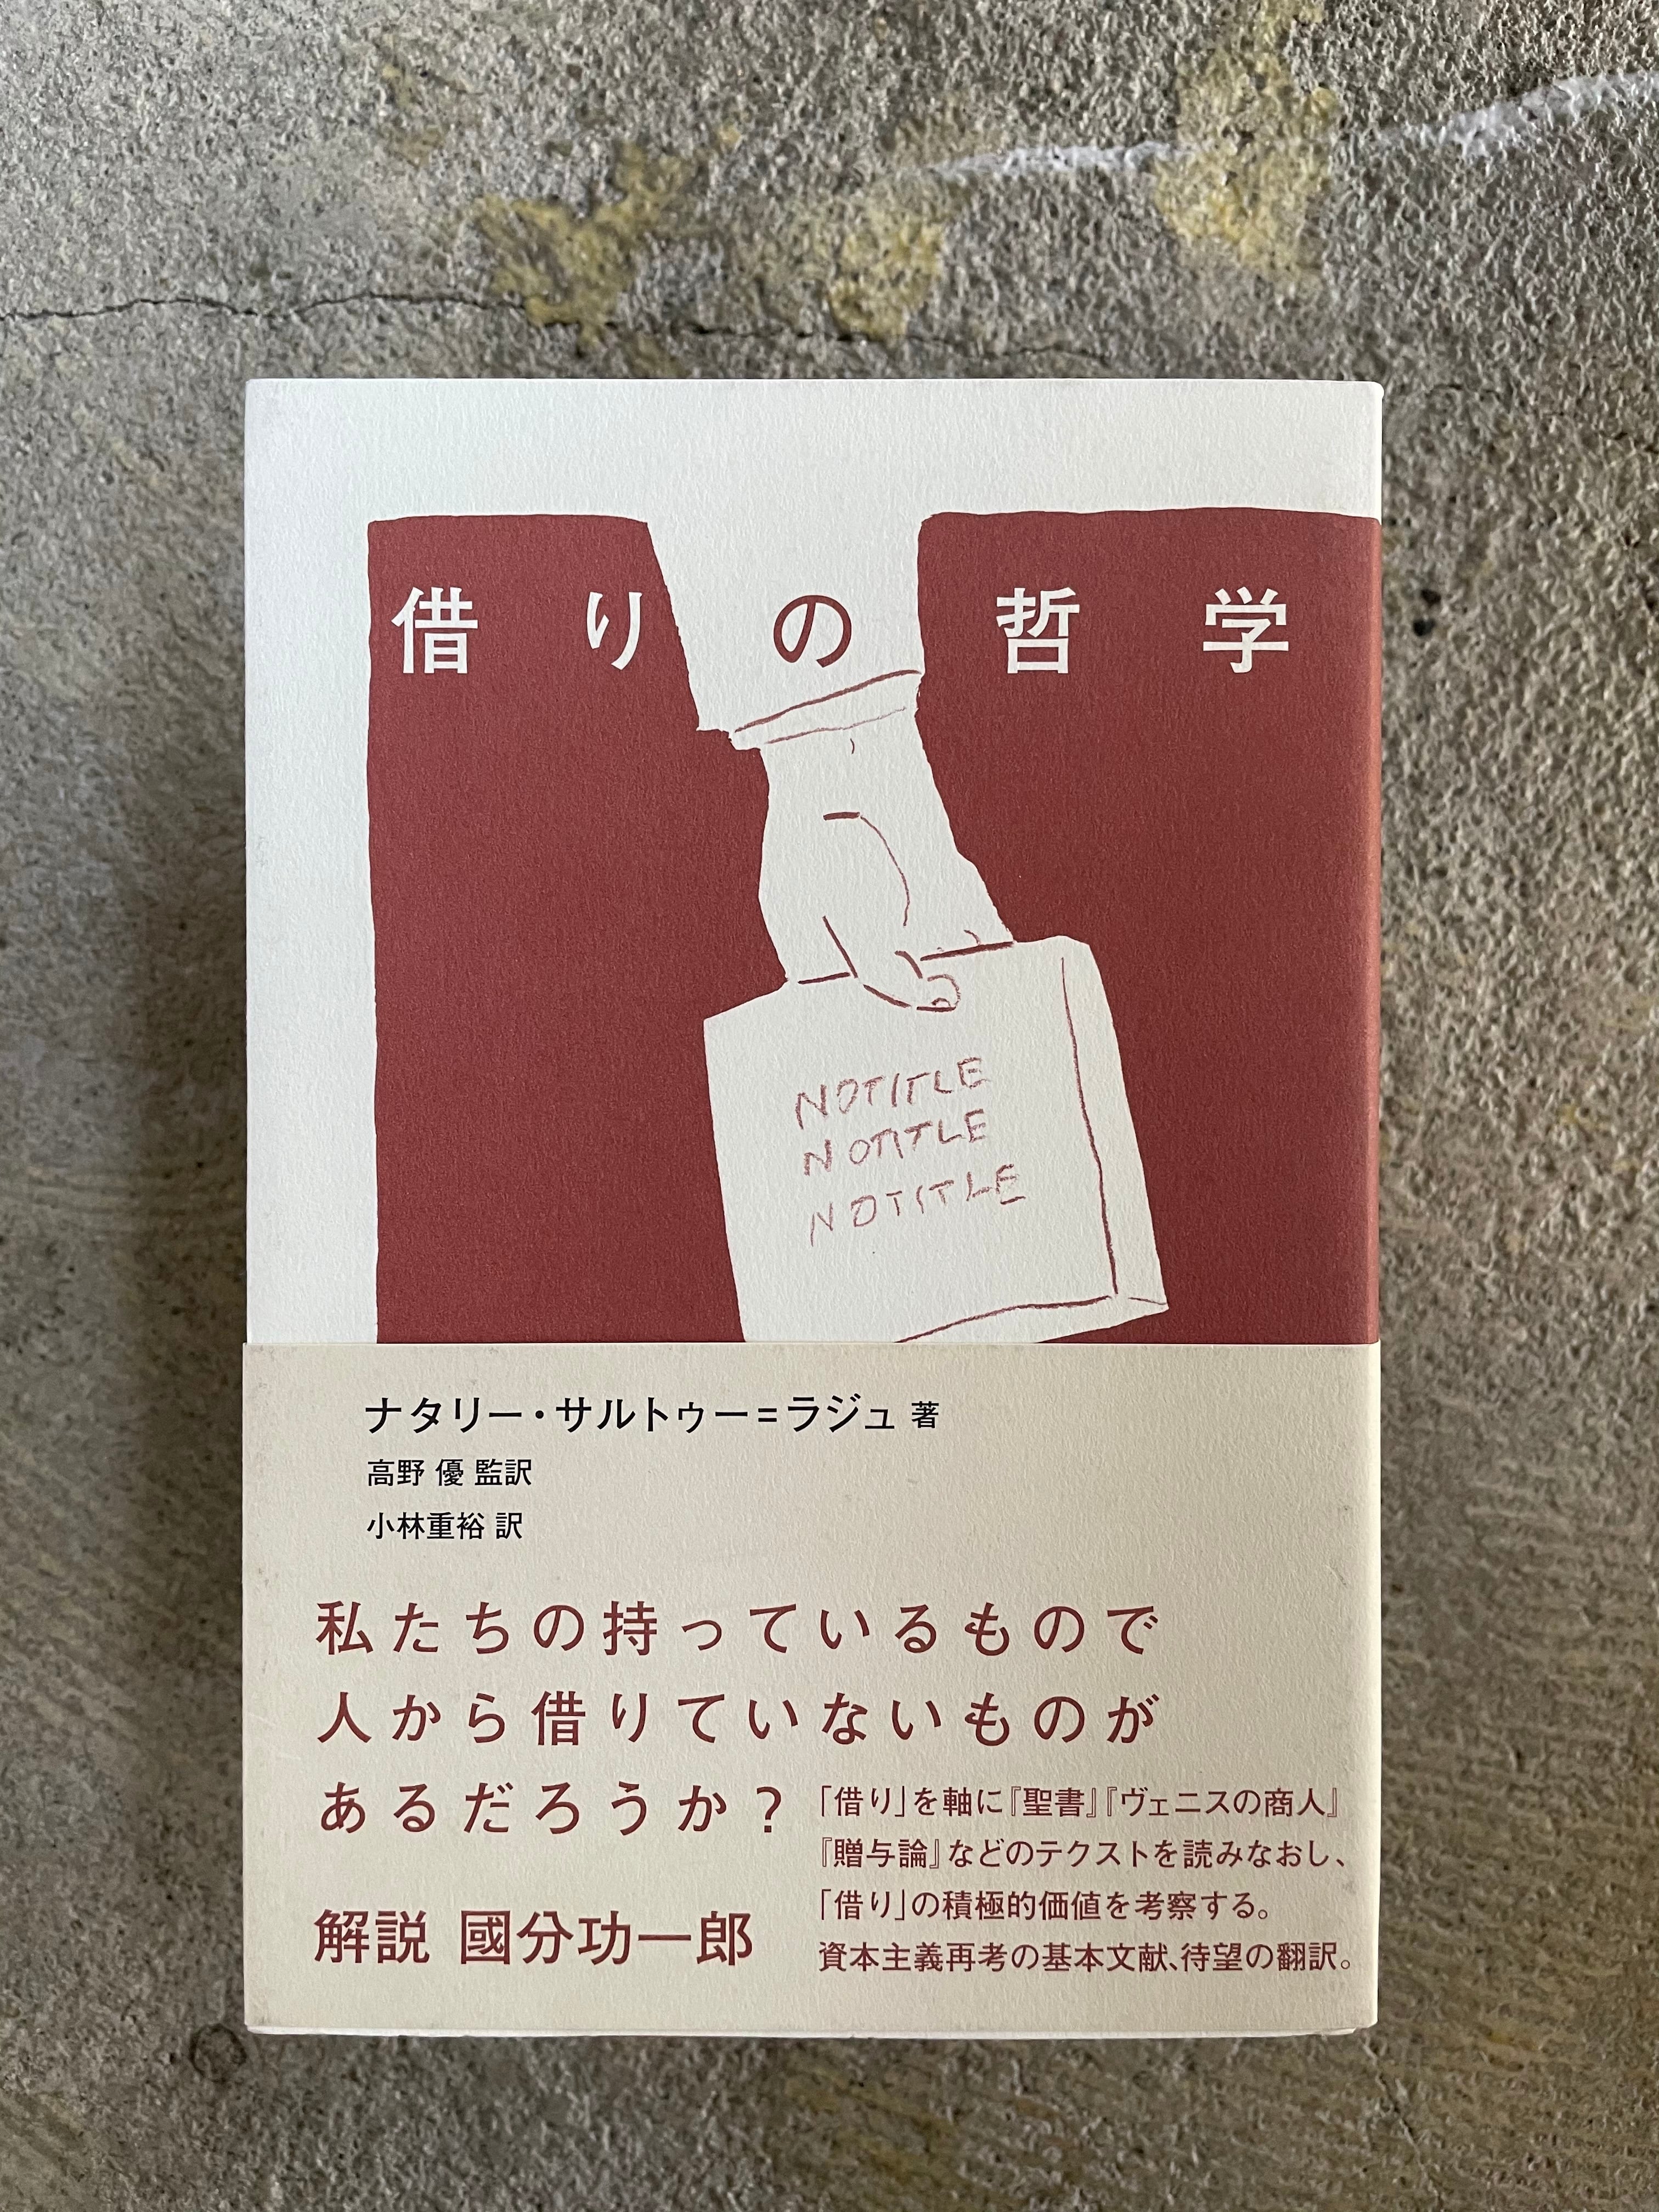 借りの哲学
NOTITLE
NOTITLE
NOTITLE
ナタリー・サルトゥー=ラジュ 著
高野 優 監訳
小林重裕 訳
私たちの持っているもので
人から借りていないものが
あるだろうか?
「借り」を軸に『聖書』『ヴェニスの商人』
『贈与論』などのテクストを読みなおし、
「借り」の積極的価値を考察する。
資本主義再考の基本文献、待望の翻訳。
解説 國分功一郎